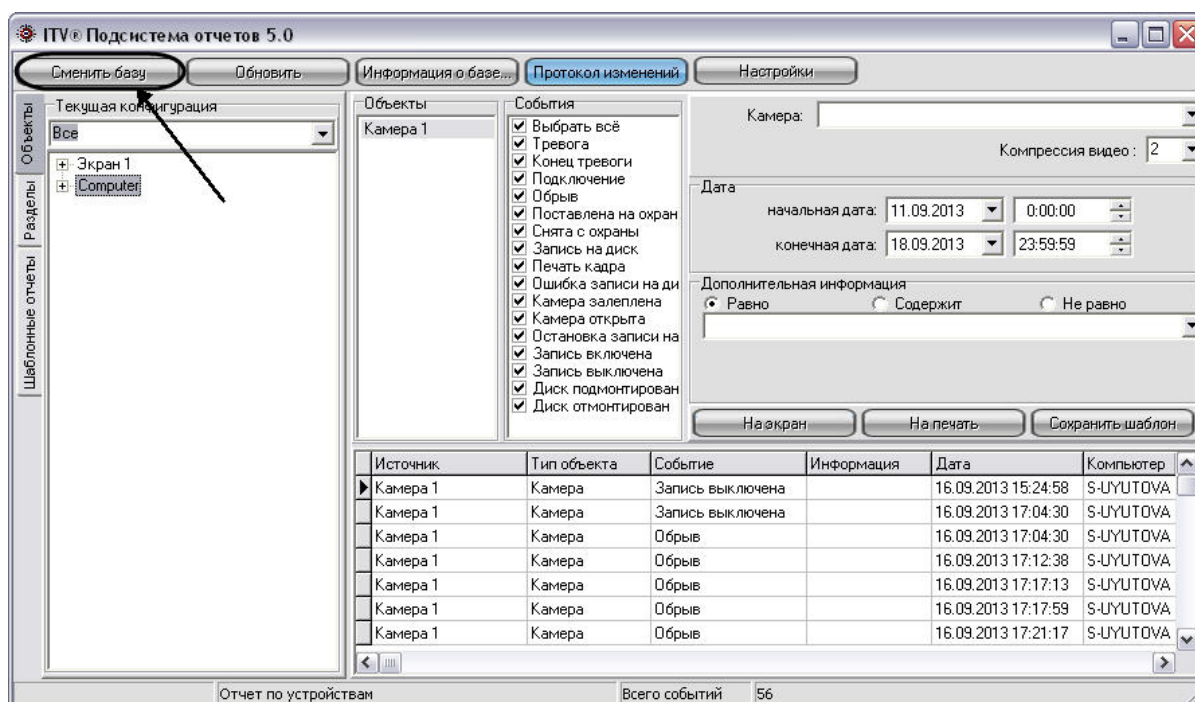 ITV® Подсистема отчетов 5.0
Сменить базу Обновить Информация о базе... Протокол изменений Настройки
Объекты
Разделы
Шаблонные отчеты
Текущая конфигурация
Все
Экран 1
Computer
Объекты
Камера 1
События
Выбрать всё
Тревога
Конец тревоги
Подключение
Обрыв
Поставлена на охран
Снята с охраны
Запись на диск
Печать кадра
Ошибка записи на ди
Камера залеплена
Камера открыта
Остановка записи на
Запись включена
Запись выключена
Диск подмонтирован
Диск отмонтирован
Камера:
Компрессия видео : 2
Дата
начальная дата: 11.09.2013 0:00:00
конечная дата: 18.09.2013 23:59:59
Дополнительная информация
Равно Содержит Не равно
На экран На печать Сохранить шаблон
Источник Тип объекта Событие Информация Дата Компьютер
Камера 1 Камера Запись выключена 16.09.2013 15:24:58 S-UYUTOVA
Камера 1 Камера Запись выключена 16.09.2013 17:04:30 S-UYUTOVA
Камера 1 Камера Обрыв 16.09.2013 17:04:30 S-UYUTOVA
Камера 1 Камера Обрыв 16.09.2013 17:12:38 S-UYUTOVA
Камера 1 Камера Обрыв 16.09.2013 17:17:13 S-UYUTOVA
Камера 1 Камера Обрыв 16.09.2013 17:17:59 S-UYUTOVA
Камера 1 Камера Обрыв 16.09.2013 17:21:17 S-UYUTOVA
Отчет по устройствам Всего событий 56